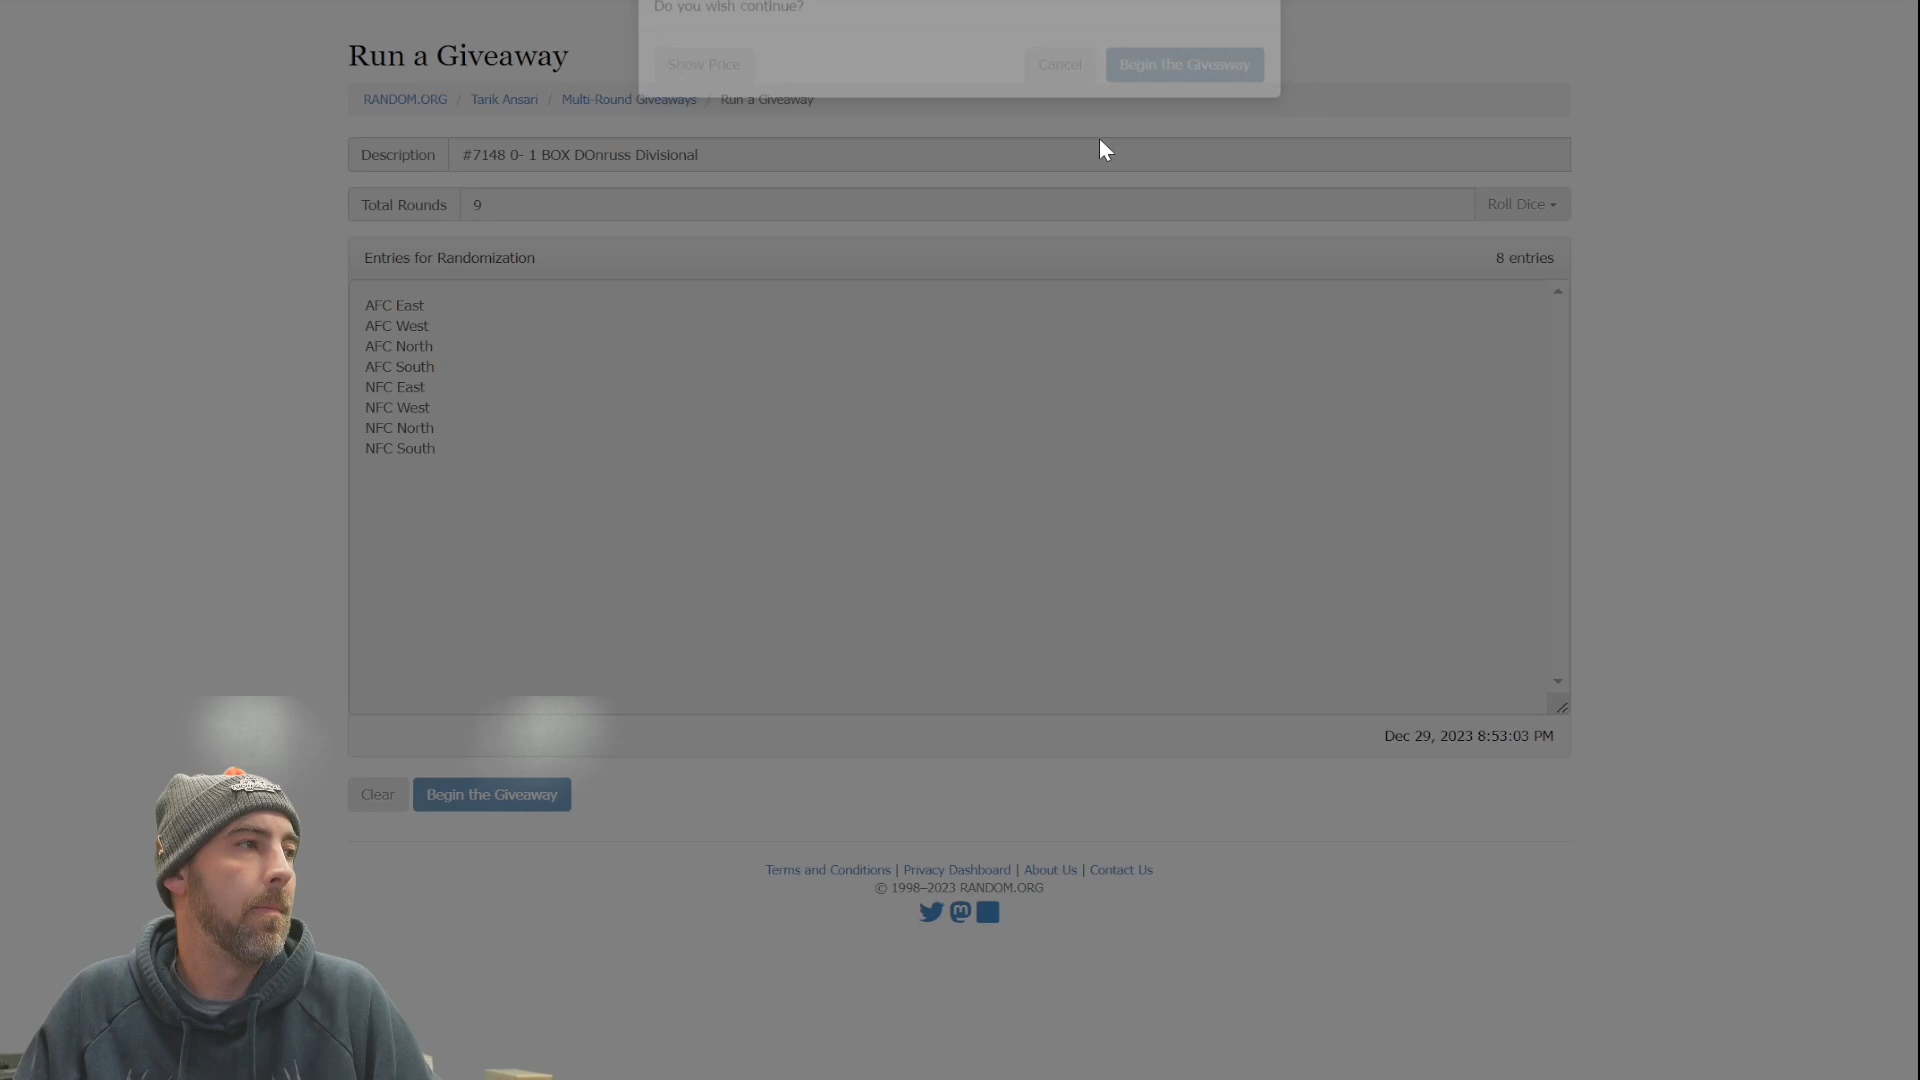 Do you wish continue?
Show Price
Cancel
Begin the Giveaway
Run a Giveaway
RANDOM.ORG / Tarik Ansari / Multi-Round Giveaways / Run a Giveaway
Description #7148 0- 1 BOX DOnruss Divisional
Total Rounds 9 Roll Dice
Entries for Randomization 8 entries
AFC East
AFC West
AFC North
AFC South
NFC East
NFC West
NFC North
NFC South
Dec 29, 2023 8:53:03 PM
Clear Begin the Giveaway
Terms and Conditions | Privacy Dashboard | About Us | Contact Us
© 1998–2023 RANDOM.ORG